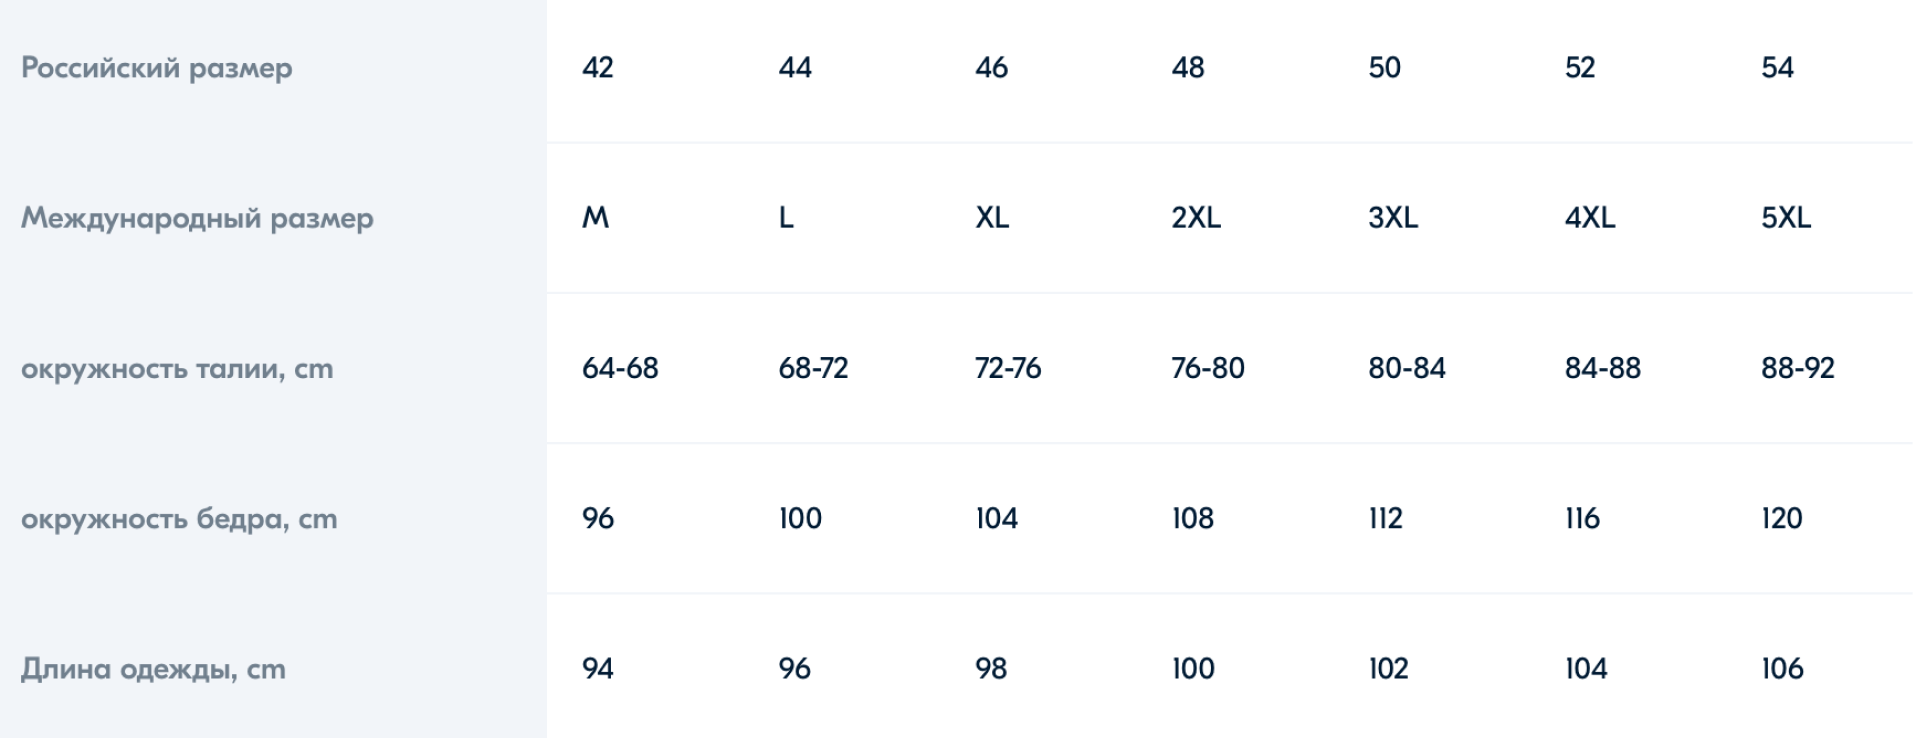 Российский размер 42 44 46 48 50 52 54
Международный размер M L XL 2XL 3XL 4XL 5XL
окружность талии, cm 64-68 68-72 72-76 76-80 80-84 84-88 88-92
окружность бедра, cm 96 100 104 108 112 116 120
Длина одежды, cm 94 96 98 100 102 104 106